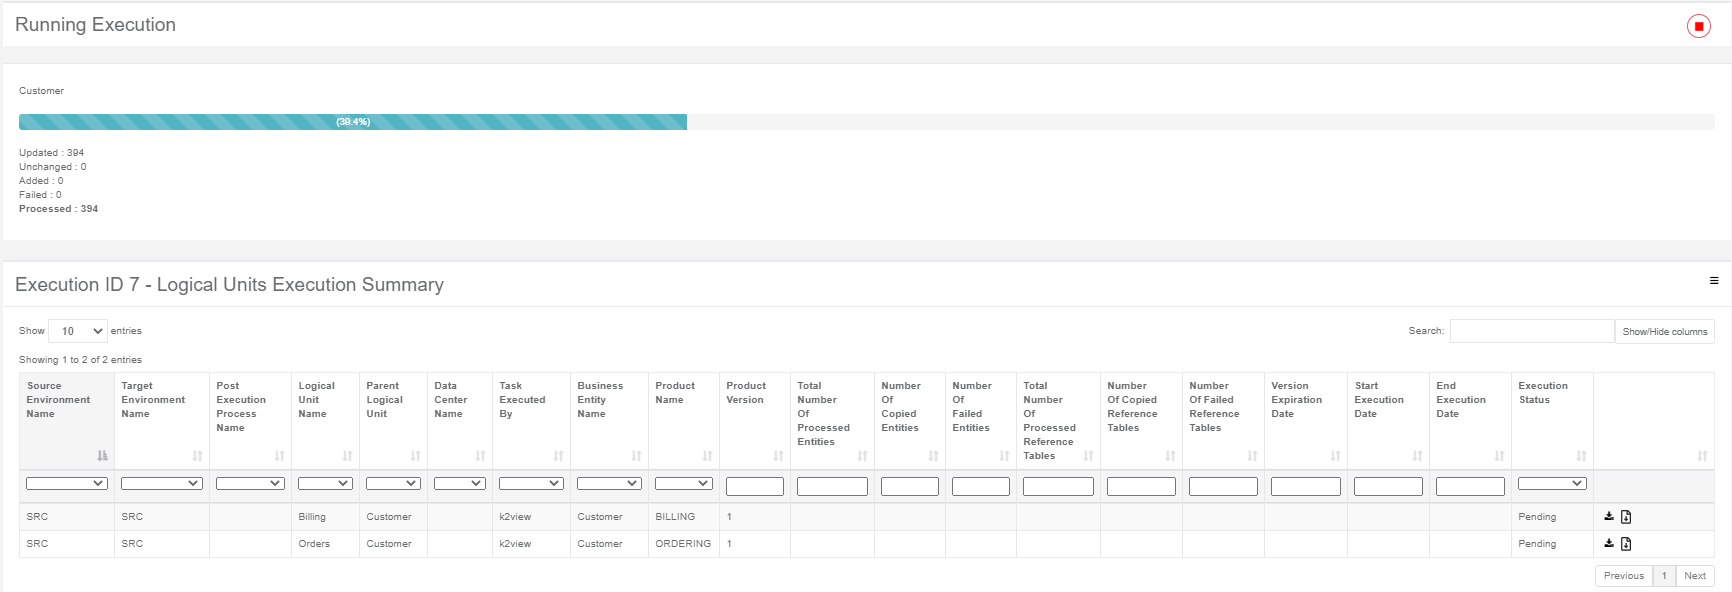 Running Execution
Customer
(39.4%)
Updated : 394
Unchanged : 0
Added : 0
Failed : 0
Processed : 394
Execution ID 7 - Logical Units Execution Summary
Show 10 entries Search: Show/Hide columns
Showing 1 to 2 of 2 entries
Source Environment Name Target Environment Name Post Execution Process Name Logical Unit Name Parent Logical Unit Data Center Name Task Executed By Business Entity Name Product Name Product Version Total Number Of Processed Entities Number Of Copied Entities Number Of Failed Entities Total Number Of Processed Reference Tables Number Of Copied Reference Tables Number Of Failed Reference Tables Version Expiration Date Start Execution Date End Execution Date Execution Status
SRC SRC Billing Customer k2view Customer BILLING 1 Pending
SRC SRC Orders Customer k2view Customer ORDERING 1 Pending
Previous 1 Next